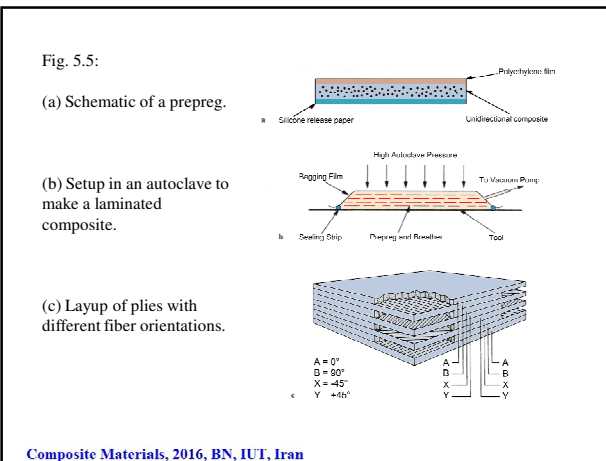 Fig. 5.5:
(a) Schematic of a prepreg.
Polyethylene film
a
Silicone release paper
Unidirectional composite
(b) Setup in an autoclave to
make a laminated
composite.
High Autoclave Pressure
Bagging Film
To Vacuum Pump
b
Sealing Strip
Prepreg and Breather
Tool
(c) Layup of plies with
different fiber orientations.
A = 0°
B = 90°
X = -45°
Y +45°
c
A
B
X
Y
A
B
X
Y
Composite Materials, 2016, BN, IUT, Iran